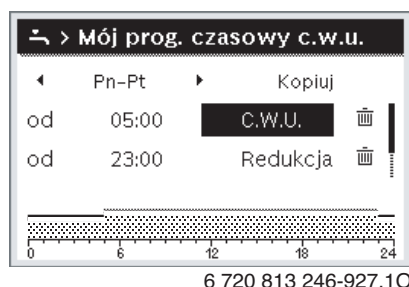 > Mój prog. czasowy c.w.u.
Pn-Pt Kopiuj
od 05:00 C.W.U.
od 23:00 Redukcja
0 6 12 18 24
6 720 813 246-927.1O